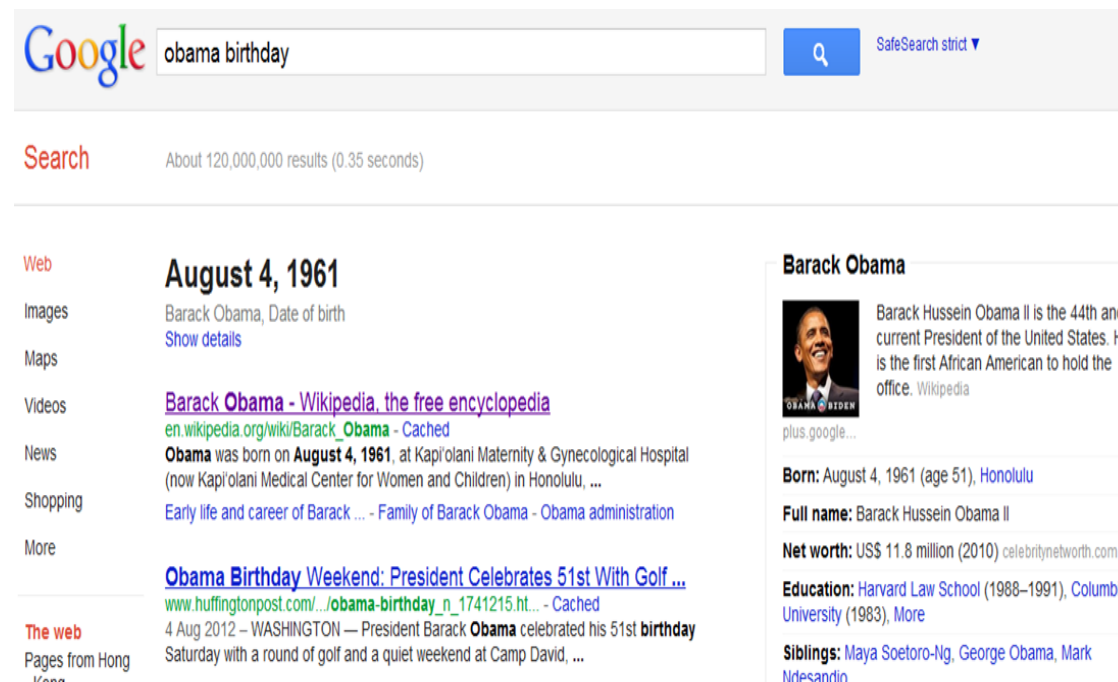 Google
obama birthday
SafeSearch strict ▼
Search
About 120,000,000 results (0.35 seconds)
Web
Images
Maps
Videos
News
Shopping
More
The web
Pages from Hong
Kong
August 4, 1961
Barack Obama, Date of birth
Show details
Barack Obama - Wikipedia, the free encyclopedia
en.wikipedia.org/wiki/Barack_Obama - Cached
Obama was born on August 4, 1961, at Kapiʻolani Maternity & Gynecological Hospital
(now Kapiʻolani Medical Center for Women and Children) in Honolulu, ...
Early life and career of Barack ... - Family of Barack Obama - Obama administration
Obama Birthday Weekend: President Celebrates 51st With Golf ...
www.huffingtonpost.com/.../obama-birthday_n_1741215.ht... - Cached
4 Aug 2012 – WASHINGTON — President Barack Obama celebrated his 51st birthday
Saturday with a round of golf and a quiet weekend at Camp David, ...
Barack Obama
OBAMA BIDEN
plus.google...
Barack Hussein Obama II is the 44th an
current President of the United States. H
is the first African American to hold the
office. Wikipedia
Born: August 4, 1961 (age 51), Honolulu
Full name: Barack Hussein Obama II
Net worth: US$ 11.8 million (2010) celebritynetworth.com
Education: Harvard Law School (1988–1991), Columb
University (1983), More
Siblings: Maya Soetoro-Ng, George Obama, Mark
Ndesandjo